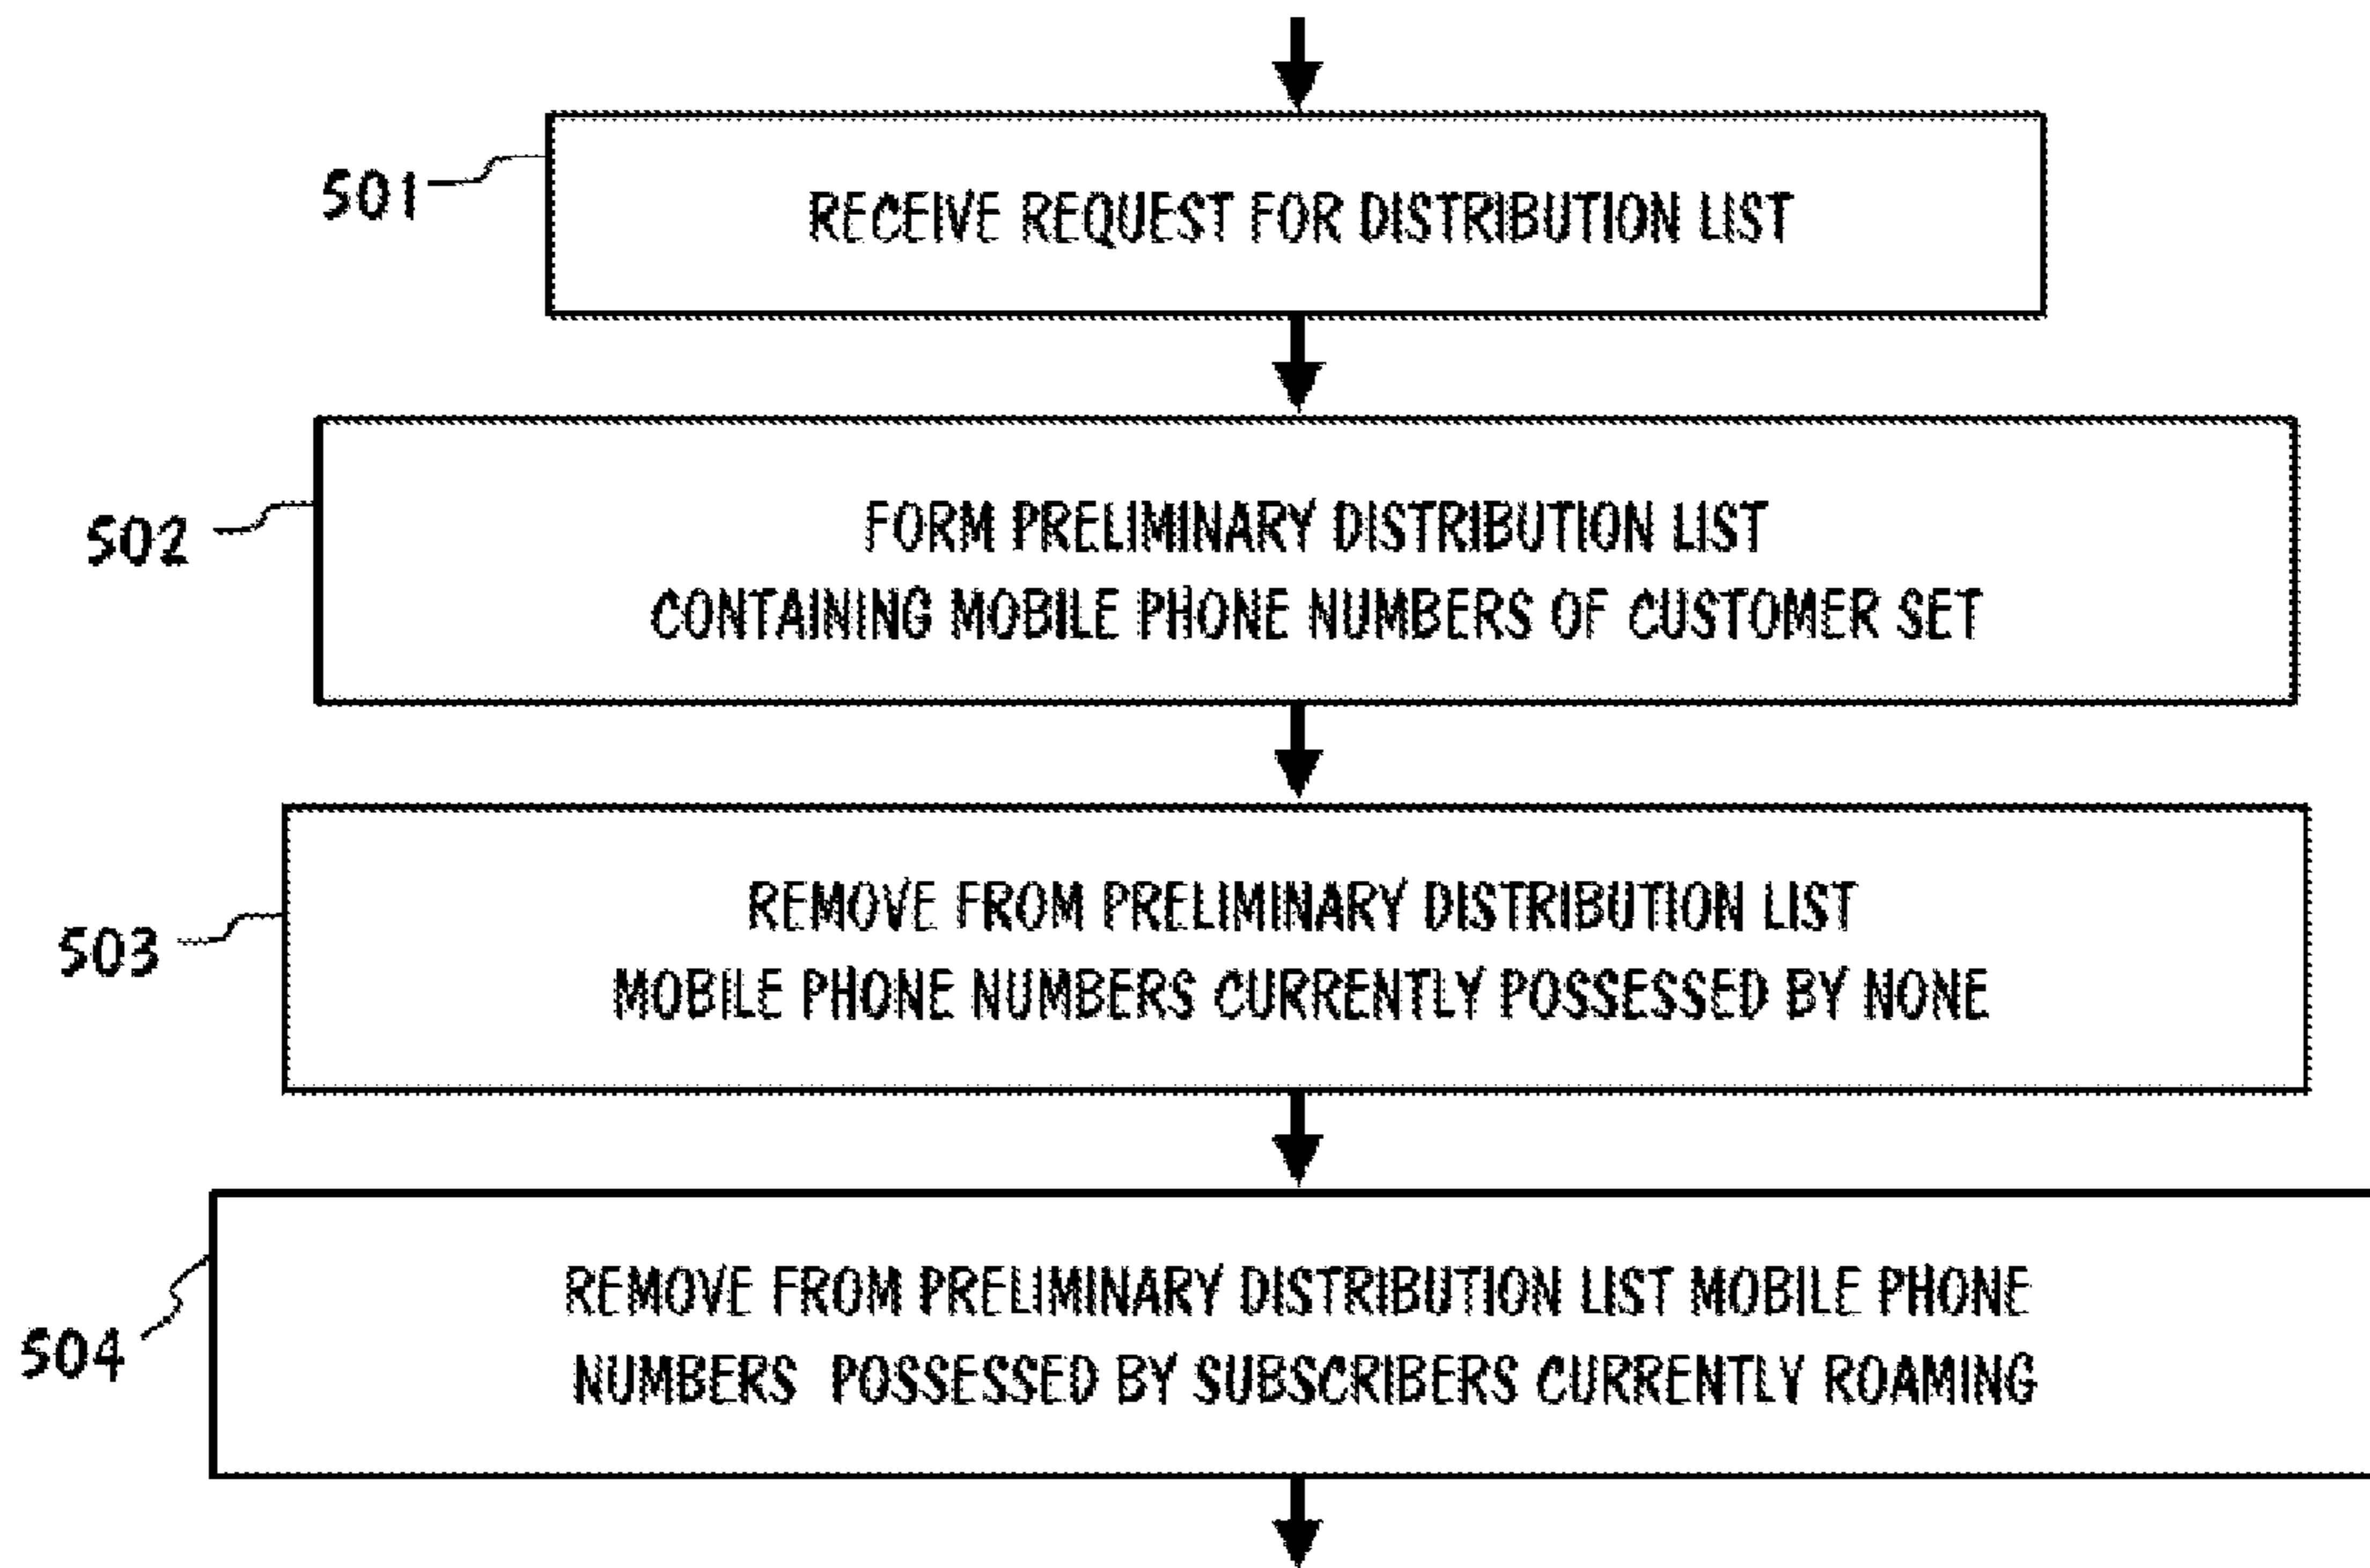 501
RECEIVE REQUEST FOR DISTRIBUTION LIST
502
FORM PRELIMINARY DISTRIBUTION LIST
CONTAINING MOBILE PHONE NUMBERS OF CUSTOMER SET
503
REMOVE FROM PRELIMINARY DISTRIBUTION LIST
MOBILE PHONE NUMBERS CURRENTLY POSSESSED BY NONE
504
REMOVE FROM PRELIMINARY DISTRIBUTION LIST MOBILE PHONE
NUMBERS POSSESSED BY SUBSCRIBERS CURRENTLY ROAMING